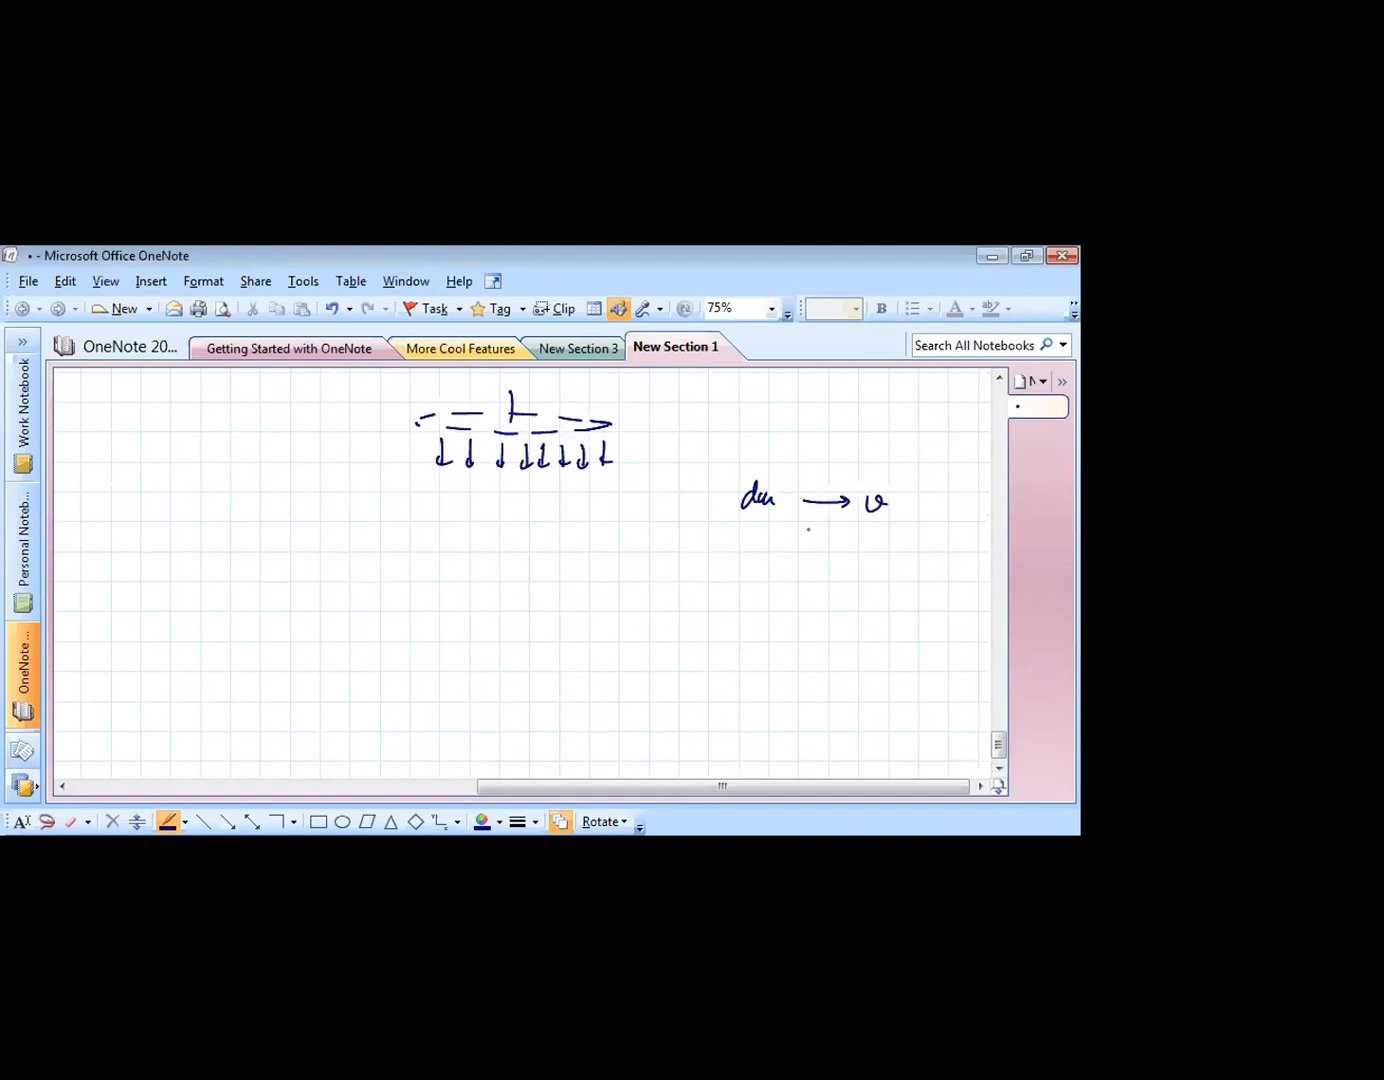 • - Microsoft Office OneNote
File Edit View Insert Format Share Tools Table Window Help
New Task Tag Clip 75% B A ab
OneNote 20... Getting Started with OneNote More Cool Features New Section 3 New Section 1 Search All Notebooks
Work Notebook
Personal Noteb...
OneNote...
N
dm → v
Rotate